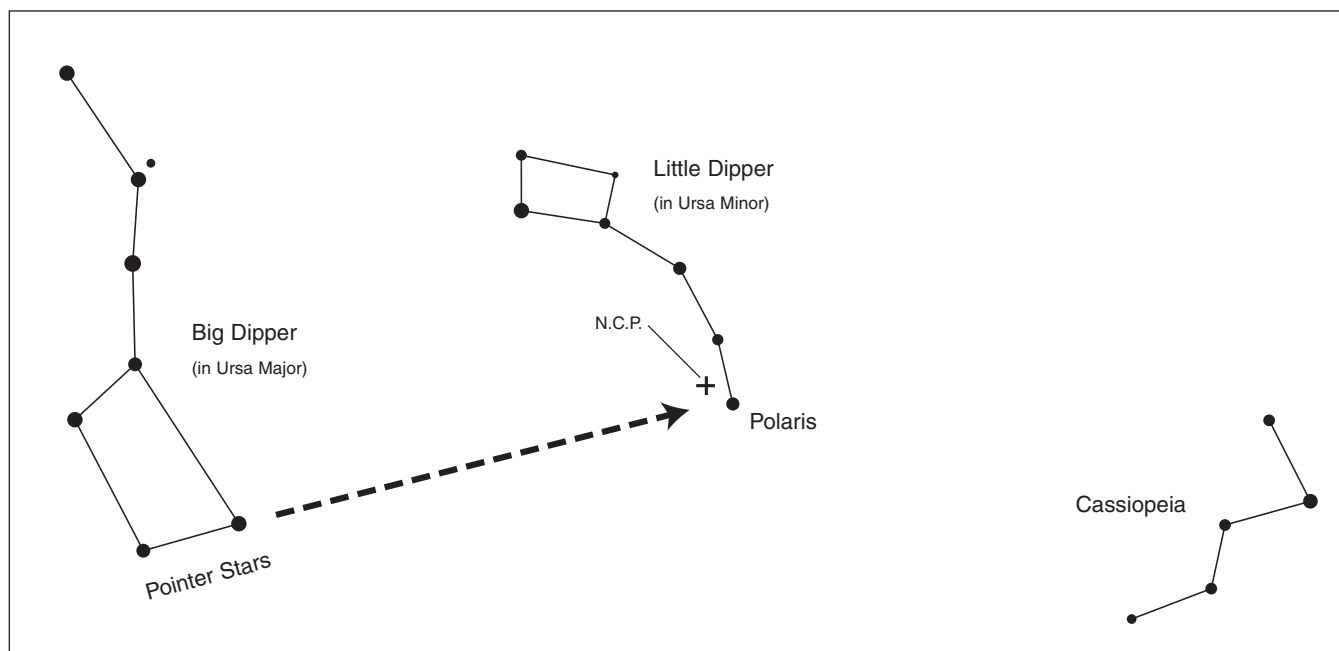 Little Dipper
(in Ursa Minor)
N.C.P.
Big Dipper
(in Ursa Major)
Polaris
Cassiopeia
Pointer Stars